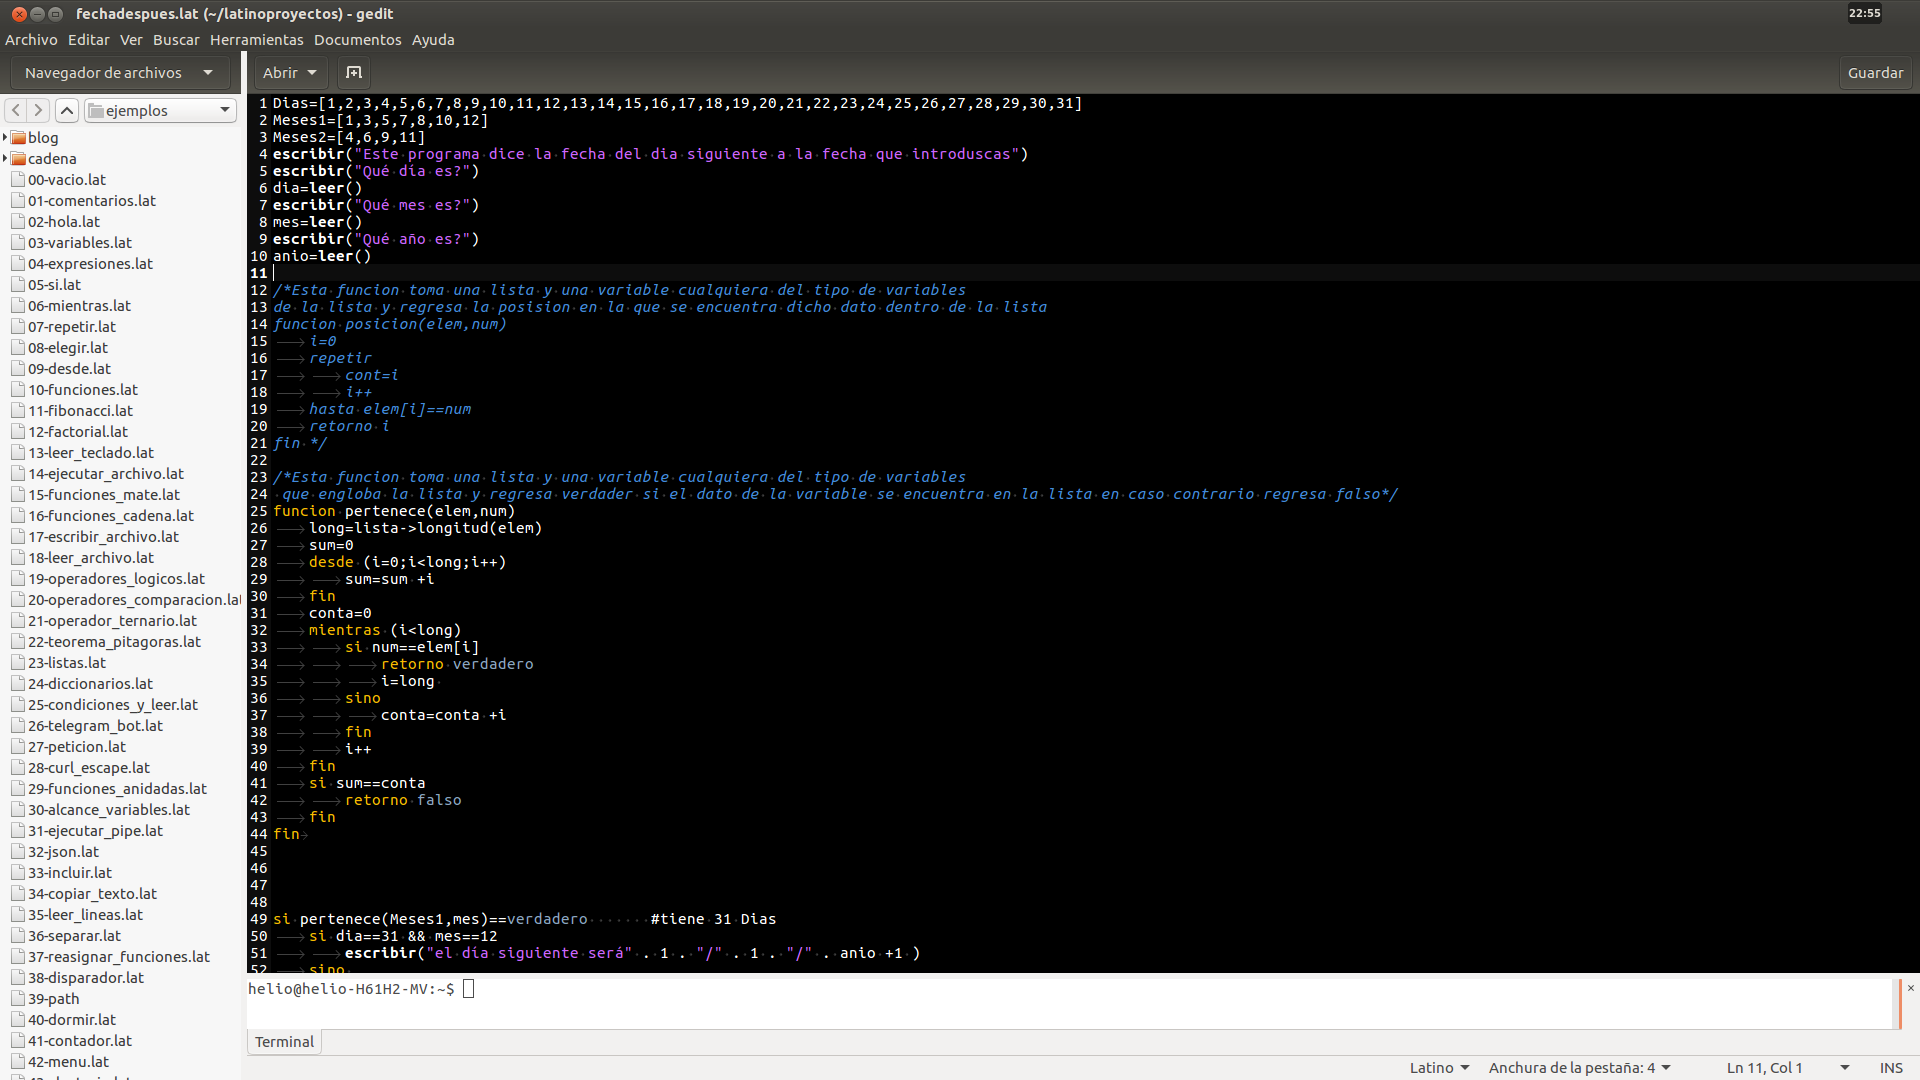 fechadespues.lat (~/latinoproyectos) - gedit
22:55
Archivo Editar Ver Buscar Herramientas Documentos Ayuda
Navegador de archivos
Abrir
Guardar
ejemplos
blog
cadena
00-vacio.lat
01-comentarios.lat
02-hola.lat
03-variables.lat
04-expresiones.lat
05-si.lat
06-mientras.lat
07-repetir.lat
08-elegir.lat
09-desde.lat
10-funciones.lat
11-fibonacci.lat
12-factorial.lat
13-leer_teclado.lat
14-ejecutar_archivo.lat
15-funciones_mate.lat
16-funciones_cadena.lat
17-escribir_archivo.lat
18-leer_archivo.lat
19-operadores_logicos.lat
20-operadores_comparacion.lat
21-operador_ternario.lat
22-teorema_pitagoras.lat
23-listas.lat
24-diccionarios.lat
25-condiciones_y_leer.lat
26-telegram_bot.lat
27-peticion.lat
28-curl_escape.lat
29-funciones_anidadas.lat
30-alcance_variables.lat
31-ejecutar_pipe.lat
32-json.lat
33-incluir.lat
34-copiar_texto.lat
35-leer_lineas.lat
36-separar.lat
37-reasignar_funciones.lat
38-disparador.lat
39-path
40-dormir.lat
41-contador.lat
42-menu.lat
1 Dias=[1,2,3,4,5,6,7,8,9,10,11,12,13,14,15,16,17,18,19,20,21,22,23,24,25,26,27,28,29,30,31]
2 Meses1=[1,3,5,7,8,10,12]
3 Meses2=[4,6,9,11]
4 escribir("Este programa dice la fecha del dia siguiente a la fecha que introduscas")
5 escribir("Qué día es?")
6 dia=leer()
7 escribir("Qué mes es?")
8 mes=leer()
9 escribir("Qué año es?")
10 anio=leer()
11
12 /*Esta funcion toma una lista y una variable cualquiera del tipo de variables
13 de la lista y regresa la posision en la que se encuentra dicho dato dentro de la lista
14 funcion posicion(elem,num)
15 i=0
16 repetir
17 cont=i
18 i++
19 hasta elem[i]==num
20 retorno i
21 fin */
22
23 /*Esta funcion toma una lista y una variable cualquiera del tipo de variables
24 que engloba la lista y regresa verdader si el dato de la variable se encuentra en la lista en caso contrario regresa falso*/
25 funcion pertenece(elem,num)
26 long=lista->longitud(elem)
27 sum=0
28 desde (i=0;i<long;i++)
29 sum=sum +i
30 fin
31 conta=0
32 mientras (i<long)
33 si num==elem[i]
34 retorno verdadero
35 i=long
36 sino
37 conta=conta +i
38 fin
39 i++
40 fin
41 si sum==conta
42 retorno falso
43 fin
44 fin
45
46
47
48
49 si pertenece(Meses1,mes)==verdadero #tiene 31 Dias
50 si dia==31 && mes==12
51 escribir("el día siguiente será" . 1 . "/" . 1 . "/" . anio +1 )
52 sino
helio@helio-H61H2-MV:~$
Terminal
Latino Anchura de la pestaña: 4 Ln 11, Col 1 INS